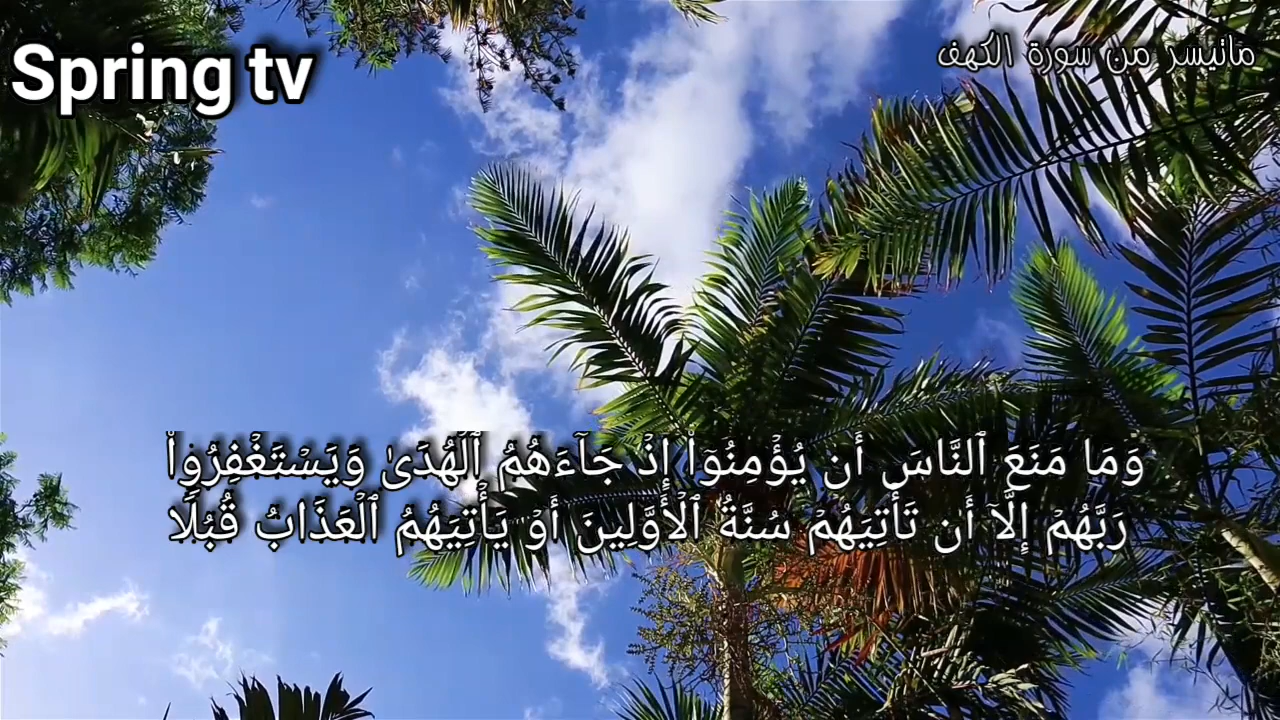 Spring tv
ماتيسر من سورة الكهف
وَمَا مَنَعَ ٱلنَّاسَ أَن يُؤْمِنُوٓا۟ إِذْ جَآءَهُمُ ٱلْهُدَىٰ وَيَسْتَغْفِرُوا۟
رَبَّهُمْ إِلَّآ أَن تَأْتِيَهُمْ سُنَّةُ ٱلْأَوَّلِينَ أَوْ يَأْتِيَهُمُ ٱلْعَذَابُ قُبُلًا